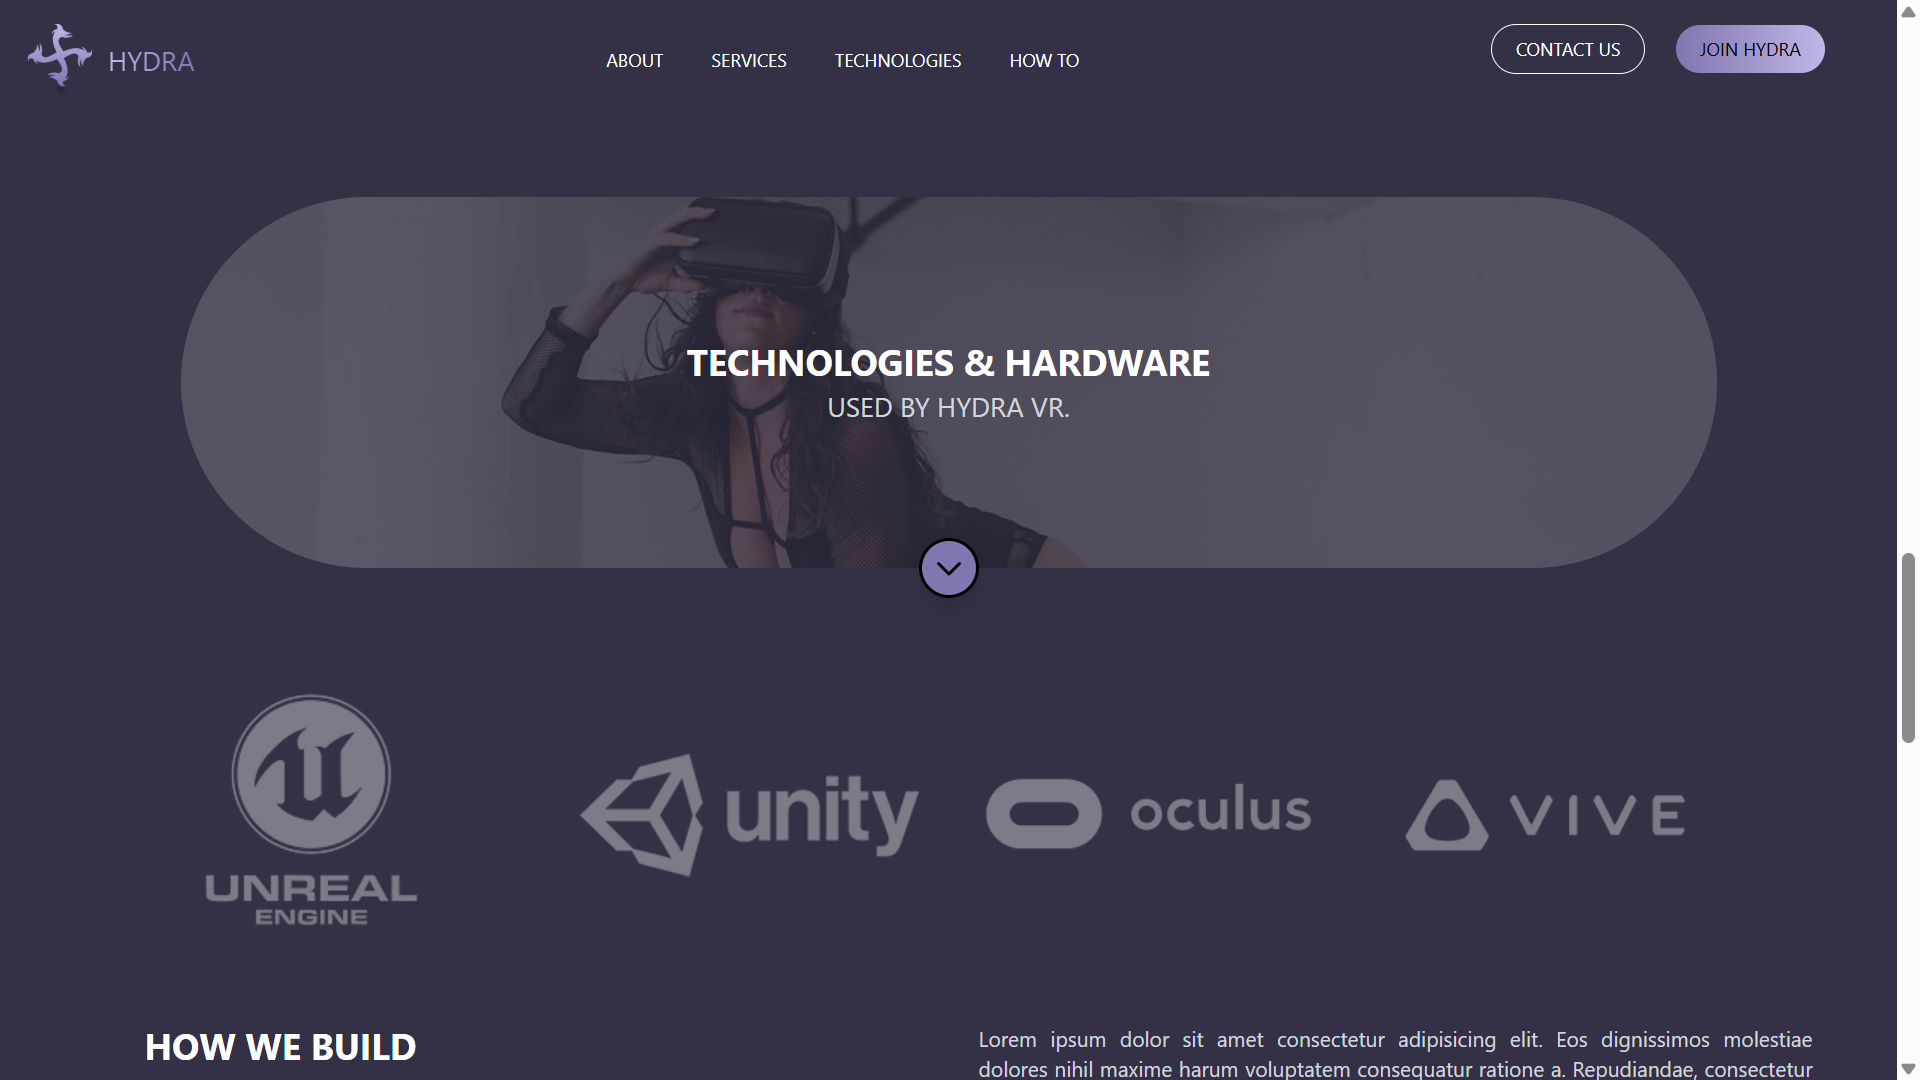 HYDRA
ABOUT
SERVICES
TECHNOLOGIES
HOW TO
CONTACT US
JOIN HYDRA
TECHNOLOGIES & HARDWARE
USED BY HYDRA VR.
UNREAL
ENGINE
unity
oculus
VIVE
HOW WE BUILD
Lorem ipsum dolor sit amet consectetur adipisicing elit. Eos dignissimos molestiae
dolores nihil maxime harum voluptatem consequatur ratione a. Repudiandae, consectetur